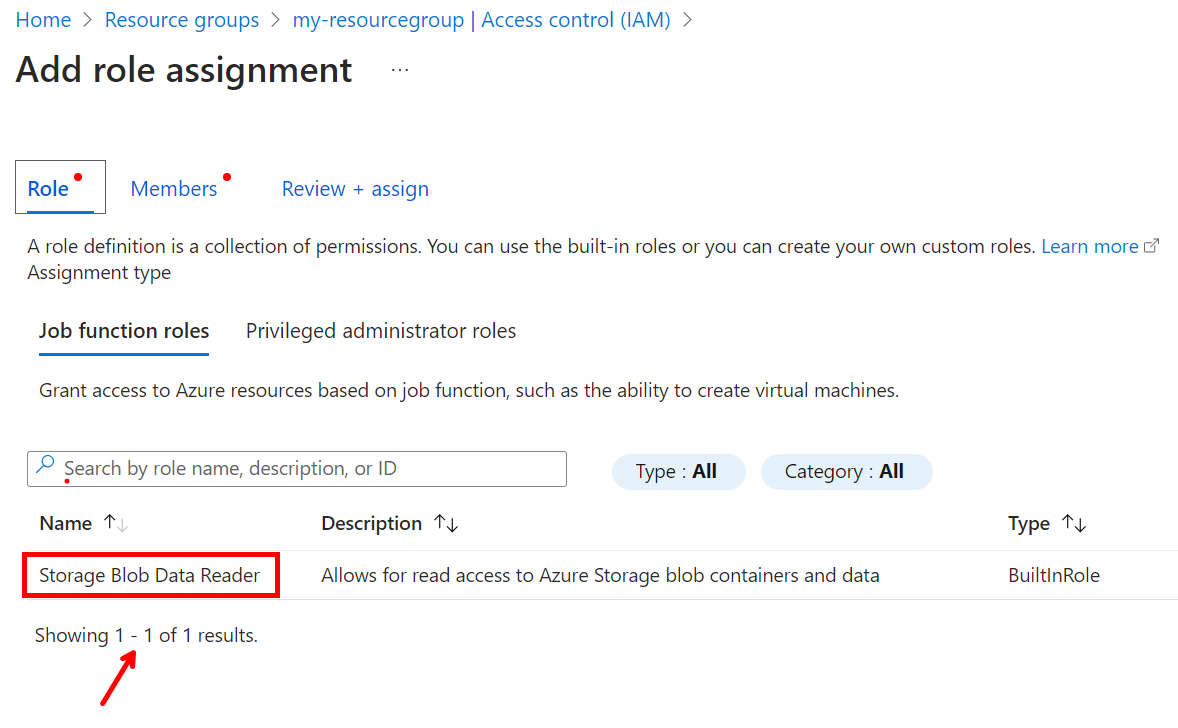 Home > Resource groups > my-resourcegroup | Access control (IAM) >
Add role assignment ...
Role Members Review + assign
A role definition is a collection of permissions. You can use the built-in roles or you can create your own custom roles. Learn more
Assignment type
Job function roles Privileged administrator roles
Grant access to Azure resources based on job function, such as the ability to create virtual machines.
Search by role name, description, or ID Type : All Category : All
Name ↑↓ Description ↑↓ Type ↑↓
Storage Blob Data Reader Allows for read access to Azure Storage blob containers and data BuiltInRole
Showing 1 - 1 of 1 results.